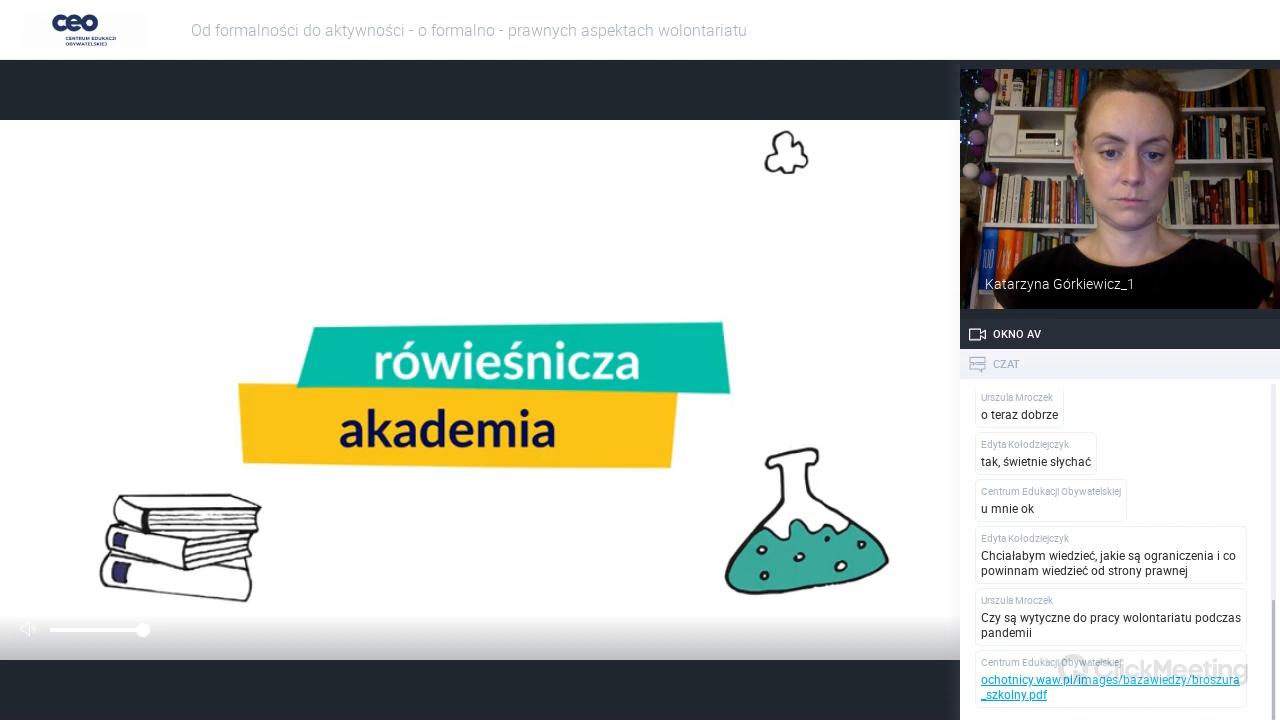 ceo
CENTRUM EDUKACJI
OBYWATELSKIEJ
Od formalności do aktywności - o formalno - prawnych aspektach wolontariatu
rówieśnicza
akademia
Katarzyna Górkiewicz_1
OKNO AV
CZAT
Urszula Mroczek
o teraz dobrze
Edyta Kołodziejczyk
tak, świetnie słychać
Centrum Edukacji Obywatelskiej
u mnie ok
Edyta Kołodziejczyk
Chciałabym wiedzieć, jakie są ograniczenia i co
powinnam wiedzieć od strony prawnej
Urszula Mroczek
Czy są wytyczne do pracy wolontariatu podczas
pandemii
Centrum Edukacji Obywatelskiej
ClickMeeting
ochotnicy.waw.pl/images/bazawiedzy/broszura
_szkolny.pdf